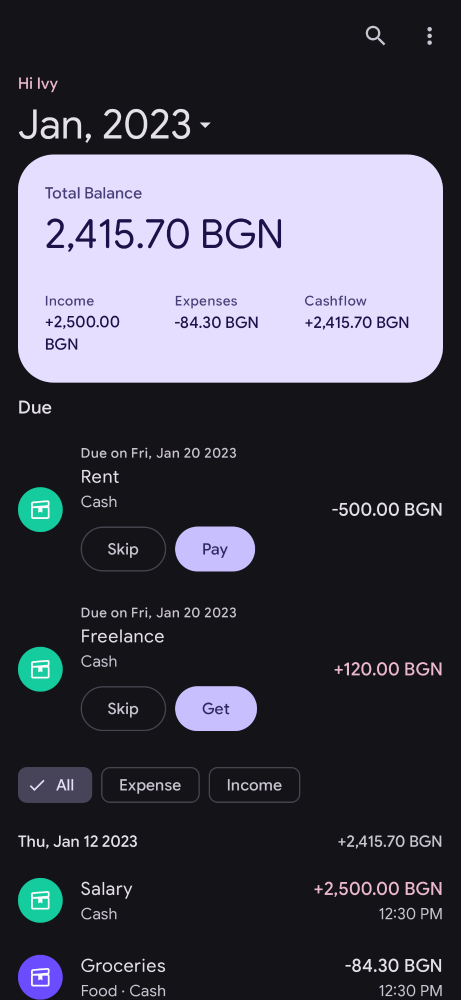 Hi Ivy
Jan, 2023
Total Balance
2,415.70 BGN
Income
+2,500.00
BGN
Expenses
-84.30 BGN
Cashflow
+2,415.70 BGN
Due
Due on Fri, Jan 20 2023
Rent
Cash
-500.00 BGN
Skip
Pay
Due on Fri, Jan 20 2023
Freelance
Cash
+120.00 BGN
Skip
Get
All
Expense
Income
Thu, Jan 12 2023
+2,415.70 BGN
Salary
+2,500.00 BGN
Cash
12:30 PM
Groceries
-84.30 BGN
Food · Cash
12:30 PM